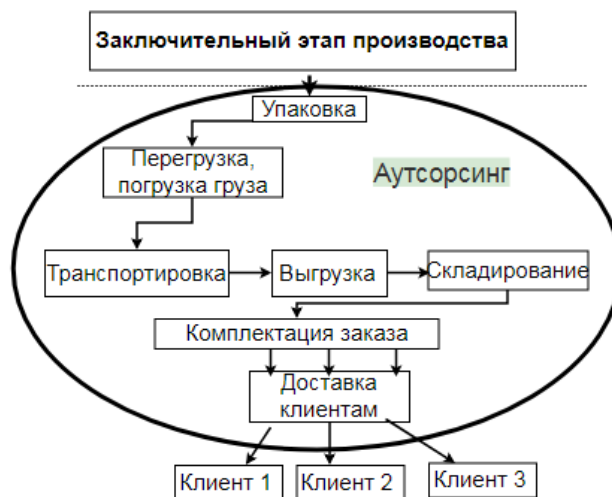 Заключительный этап производства
Упаковка
Перегрузка,
погрузка груза
Аутсорсинг
Транспортировка
Выгрузка
Складирование
Комплектация заказа
Доставка
клиентам
Клиент 1
Клиент 2
Клиент 3